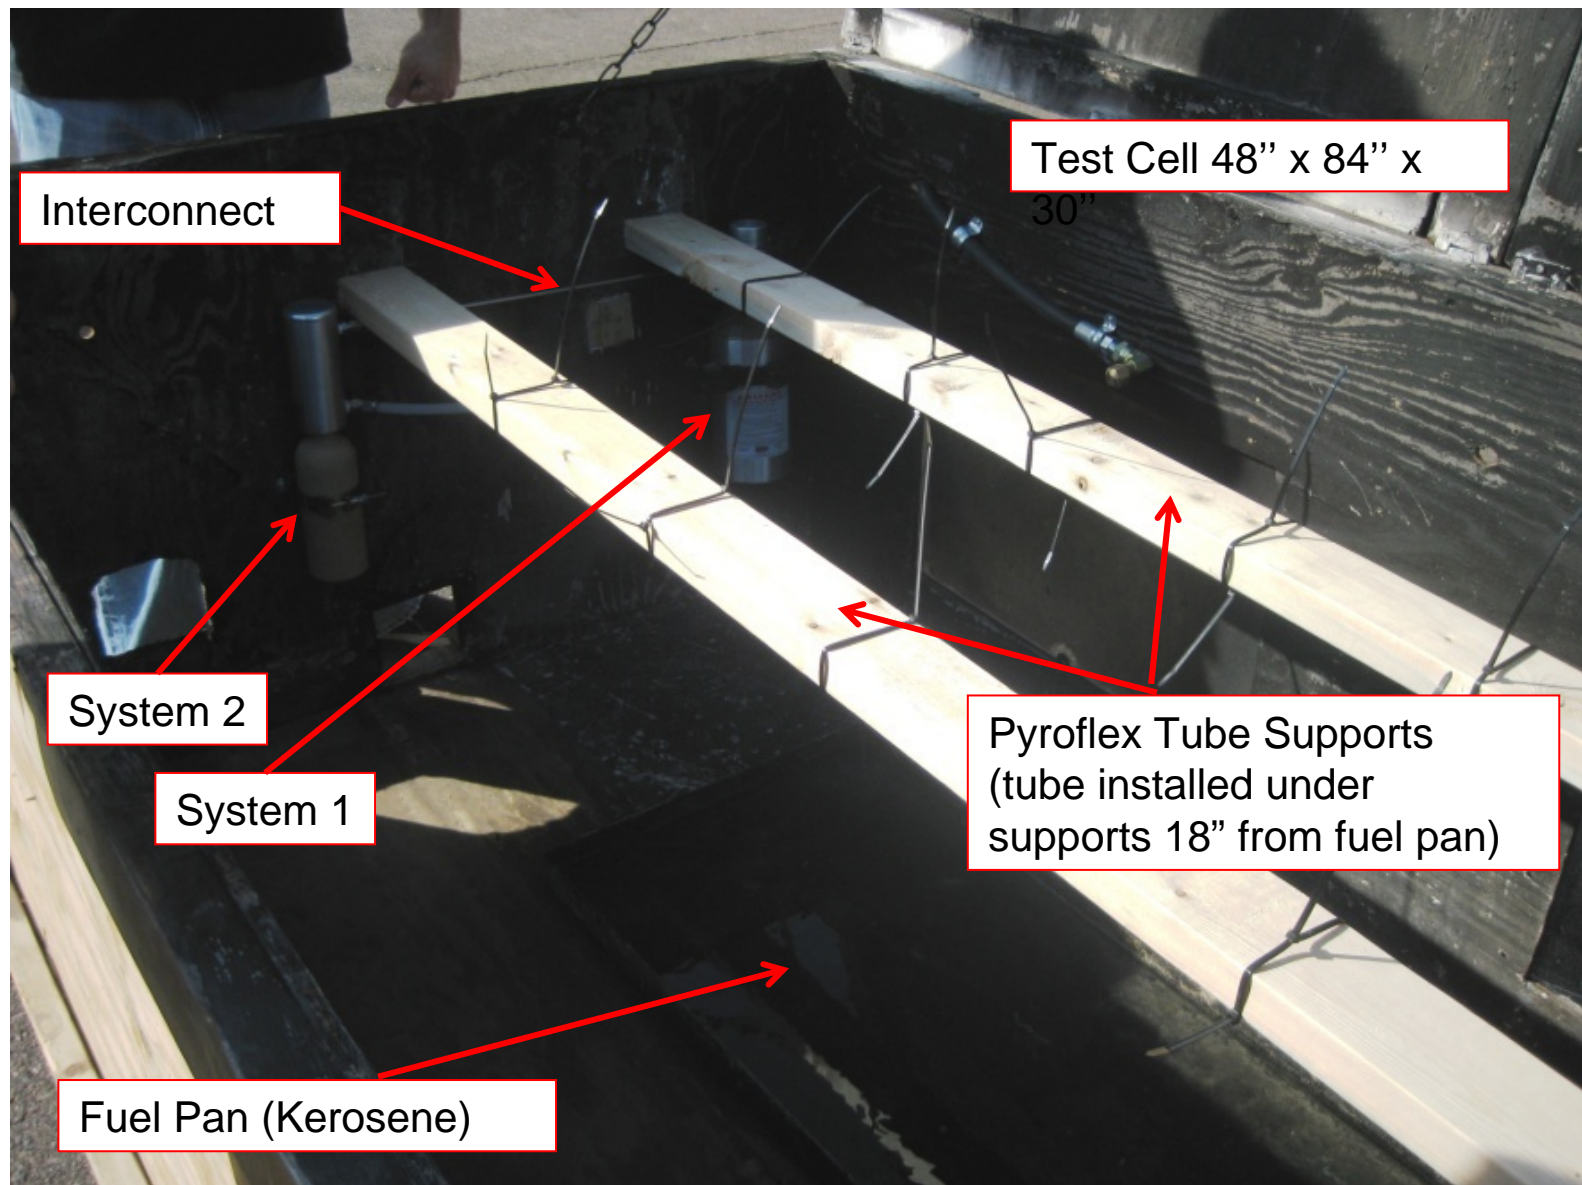 Test Cell 48’’ x 84’’ x
30’’
Interconnect
System 2
System 1
Pyroflex Tube Supports
(tube installed under
supports 18” from fuel pan)
Fuel Pan (Kerosene)